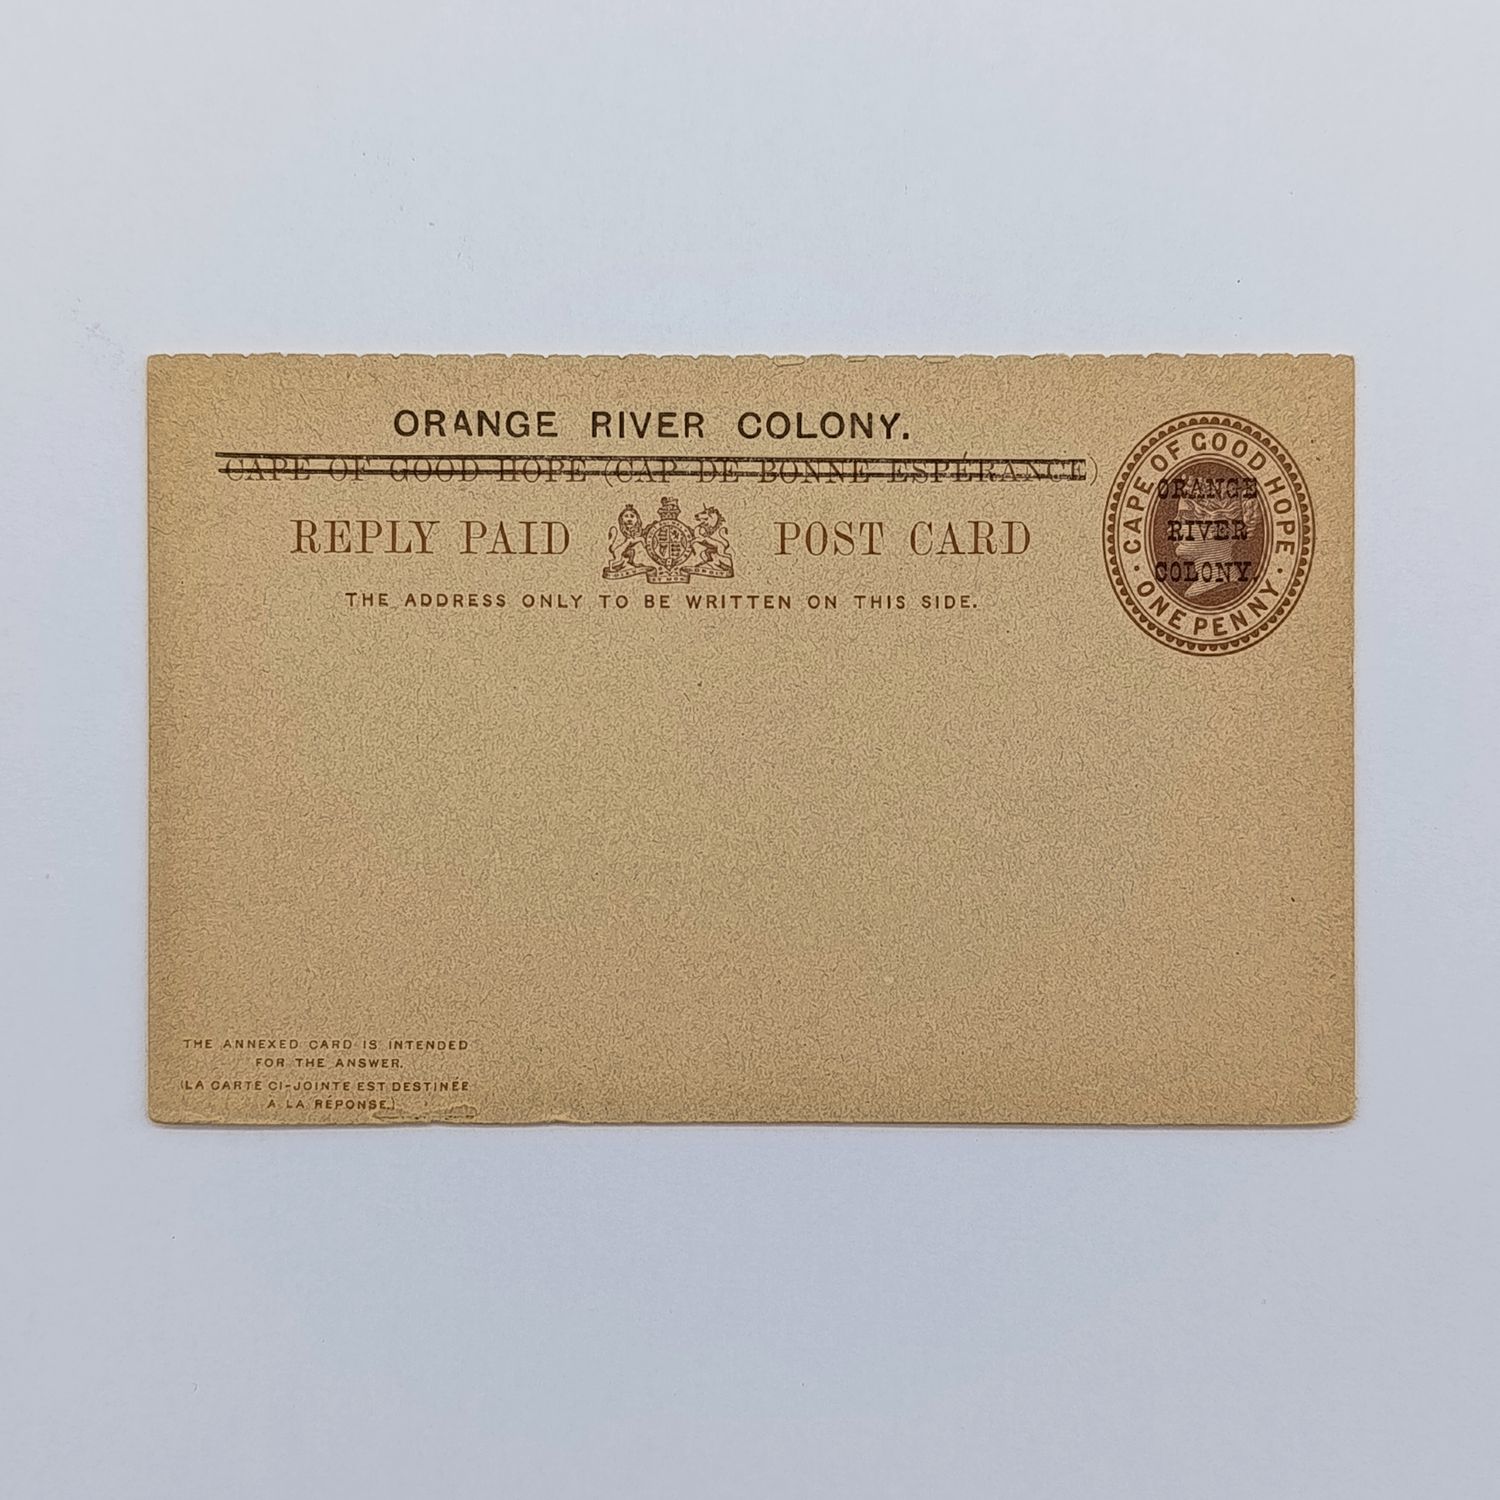 ORANGE RIVER COLONY.
CAPE OF GOOD HOPE (CAP DE BONNE ESPÉRANCE)
REPLY PAID POST CARD
THE ADDRESS ONLY TO BE WRITTEN ON THIS SIDE.
CAPE OF GOOD HOPE
ORANGE
RIVER
COLONY.
ONE PENNY
THE ANNEXED CARD IS INTENDED
FOR THE ANSWER.
(LA CARTE CI-JOINTE EST DESTINÉE
A LA RÉPONSE.)